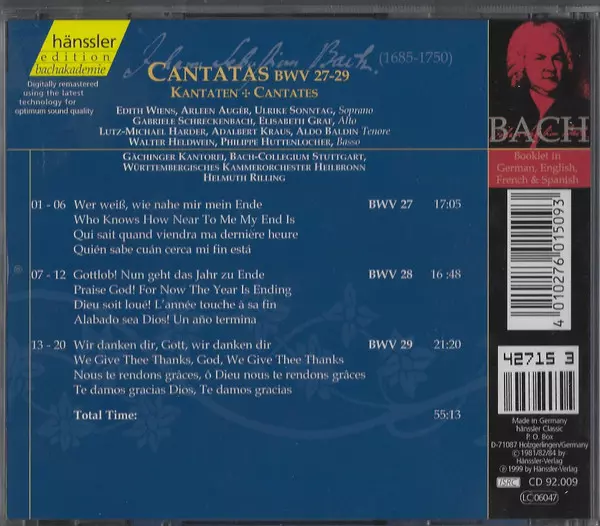 hänssler
edition
bachakademie
Digitally remastered
using the latest
technology for
optimum sound quality
Johann Sebastian Bach. (1685-1750)
CANTATAS BWV 27-29
KANTATEN ✢ CANTATES
EDITH WIENS, ARLEEN AUGÉR, ULRIKE SONNTAG, Soprano
GABRIELE SCHRECKENBACH, ELISABETH GRAF, Alto
LUTZ-MICHAEL HARDER, ADALBERT KRAUS, ALDO BALDIN Tenore
WALTER HELDWEIN, PHILIPPE HUTTENLOCHER, Basso
GÄCHINGER KANTOREI, BACH-COLLEGIUM STUTTGART,
WÜRTTEMBERGISCHES KAMMERORCHESTER HEILBRONN
HELMUTH RILLING
01 - 06 Wer weiß, wie nahe mir mein Ende BWV 27 17:05
Who Knows How Near To Me My End Is
Qui sait quand viendra ma dernière heure
Quién sabe cuán cerca mi fin está
07 - 12 Gottlob! Nun geht das Jahr zu Ende BWV 28 16 :48
Praise God! For Now The Year Is Ending
Dieu soit loué! L'année touche à sa fin
Alabado sea Dios! Un año termina
13 - 20 Wir danken dir, Gott, wir danken dir BWV 29 21:20
We Give Thee Thanks, God, We Give Thee Thanks
Nous te rendons grâces, ô Dieu nous te rendons grâces
Te damos gracias Dios, Te damos gracias
Total Time: 55:13
BACH
Booklet in
German, English,
French & Spanish
4 010276 015093
42715 3
Made in Germany
hänssler Classic
P. O. Box
D-71087 Holzgerlingen/Germany
Ⓒ 1981/82/84 by
Hänssler-Verlag
Ⓟ 1999 by Hänssler-Verlag
ISRC CD 92.009
LC 06047